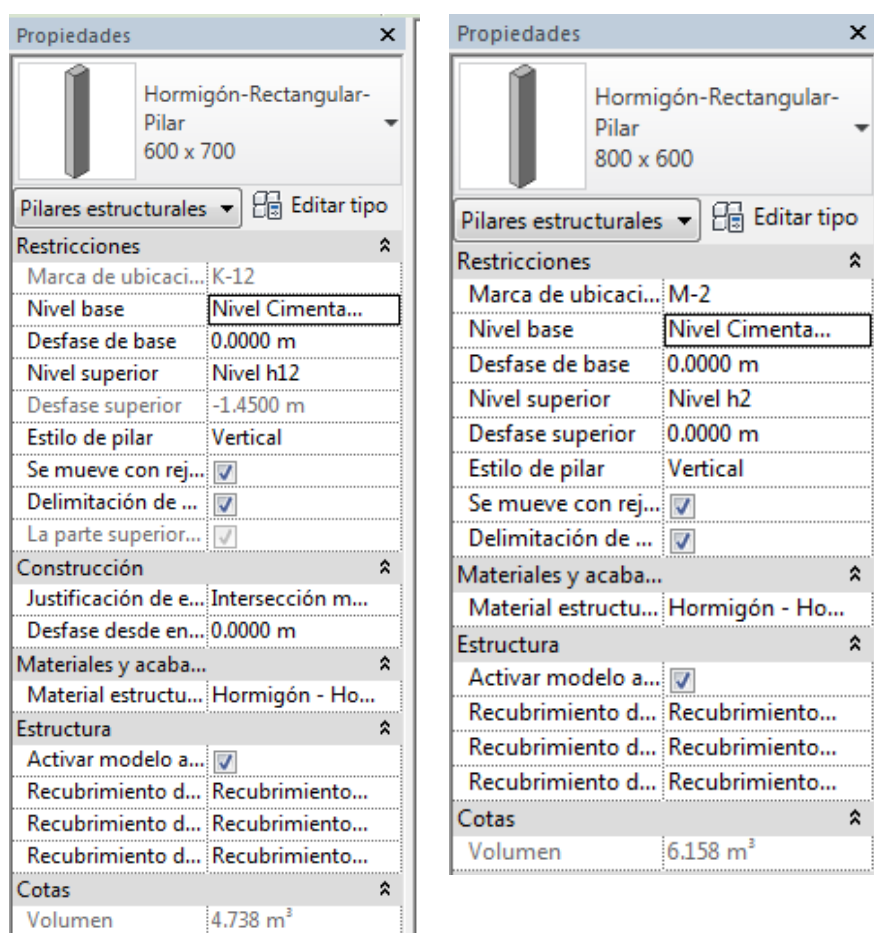 Propiedades
Hormigón-Rectangular-
Pilar
600 x 700
Pilares estructurales
Editar tipo
Restricciones
Marca de ubicaci... K-12
Nivel base Nivel Cimenta...
Desfase de base 0.0000 m
Nivel superior Nivel h12
Desfase superior -1.4500 m
Estilo de pilar Vertical
Se mueve con rej...
Delimitación de ...
La parte superior...
Construcción
Justificación de e... Intersección m...
Desfase desde en... 0.0000 m
Materiales y acaba...
Material estructu... Hormigón - Ho...
Estructura
Activar modelo a...
Recubrimiento d... Recubrimiento...
Recubrimiento d... Recubrimiento...
Recubrimiento d... Recubrimiento...
Cotas
Volumen 4.738 m³
Propiedades
Hormigón-Rectangular-
Pilar
800 x 600
Pilares estructurales
Editar tipo
Restricciones
Marca de ubicaci... M-2
Nivel base Nivel Cimenta...
Desfase de base 0.0000 m
Nivel superior Nivel h2
Desfase superior 0.0000 m
Estilo de pilar Vertical
Se mueve con rej...
Delimitación de ...
Materiales y acaba...
Material estructu... Hormigón - Ho...
Estructura
Activar modelo a...
Recubrimiento d... Recubrimiento...
Recubrimiento d... Recubrimiento...
Recubrimiento d... Recubrimiento...
Cotas
Volumen 6.158 m³